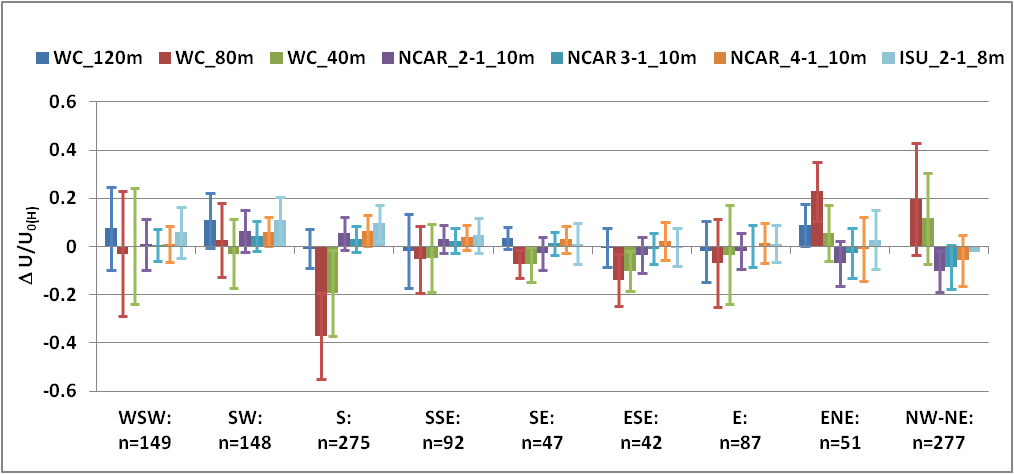 WC_120m WC_80m WC_40m NCAR_2-1_10m NCAR 3-1_10m NCAR_4-1_10m ISU_2-1_8m
Δ U/U0(H)
0.6
0.4
0.2
0
-0.2
-0.4
-0.6
WSW: SW: S: SSE: SE: ESE: E: ENE: NW-NE:
n=149 n=148 n=275 n=92 n=47 n=42 n=87 n=51 n=277